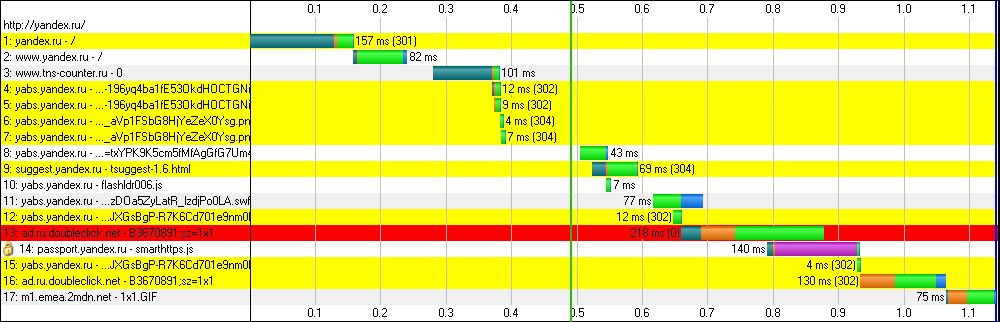 0.1 0.2 0.3 0.4 0.5 0.6 0.7 0.8 0.9 1.0 1.1
http://yandex.ru/
1: yandex.ru - / 157 ms (301)
2: www.yandex.ru - / 82 ms
3: www.tns-counter.ru - 0 101 ms
4: yabs.yandex.ru - ...-196yq4ba1fE53OkdHOCTGNi 12 ms (302)
5: yabs.yandex.ru - ...-196yq4ba1fE53OkdHOCTGNi 9 ms (302)
6: yabs.yandex.ru - ..._aVp1FSbG8HjYeZeX0Ysg.pn 4 ms (304)
7: yabs.yandex.ru - ..._aVp1FSbG8HjYeZeX0Ysg.pn 7 ms (304)
8: yabs.yandex.ru - ...=txYPK9K5cm5fMfAgGfG7Um4 43 ms
9: suggest.yandex.ru - tsuggest-1.6.html 69 ms (304)
10: yabs.yandex.ru - flashldr006.js 7 ms
11: yabs.yandex.ru - ...zDOa5ZyLatR_IzdjPo0LA.swf 77 ms
12: yabs.yandex.ru - ...JXGsBgP-R7K6Cd701e9nm0 12 ms (302)
13: ad.ru.doubleclick.net - B3670891;sz=1x1 218 ms (0)
14: passport.yandex.ru - smarthttps.js 140 ms
15: yabs.yandex.ru - ...JXGsBgP-R7K6Cd701e9nm0 4 ms (302)
16: ad.ru.doubleclick.net - B3670891;sz=1x1 130 ms (302)
17: m1.emea.2mdn.net - 1x1.GIF 75 ms
0.1 0.2 0.3 0.4 0.5 0.6 0.7 0.8 0.9 1.0 1.1